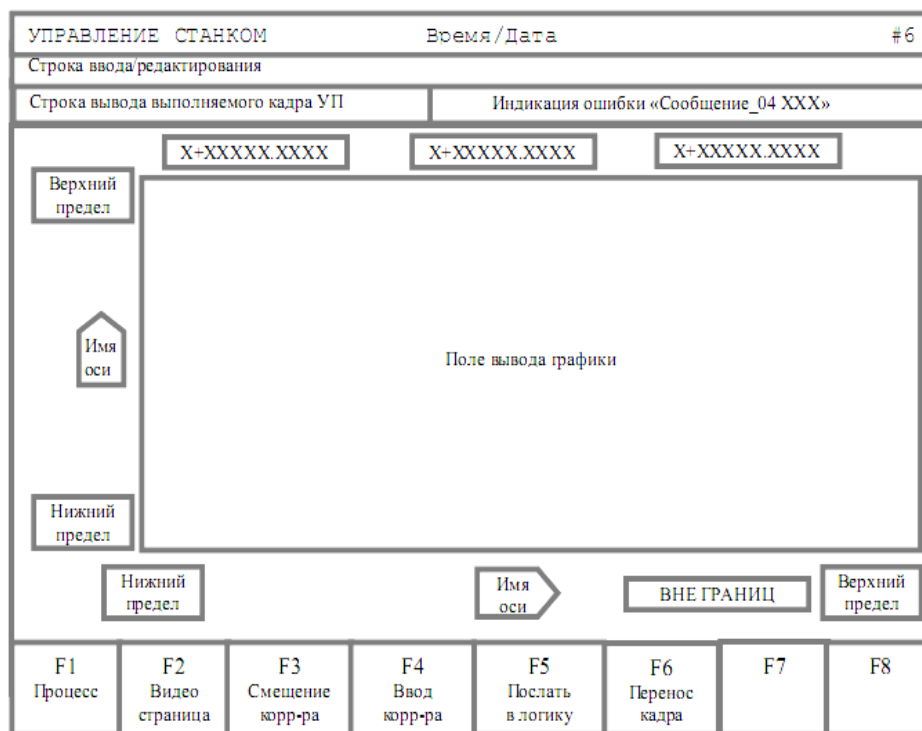 УПРАВЛЕНИЕ СТАНКОМ Время/Дата #6
Строка ввода/редактирования
Строка вывода выполняемого кадра УП Индикация ошибки «Сообщение_04 XXX»
X+XXXXX.XXXX X+XXXXX.XXXX X+XXXXX.XXXX
Верхний
предел
Имя
оси
Поле вывода графики
Нижний
предел
Нижний
предел
Имя
оси
ВНЕ ГРАНИЦ
Верхний
предел
F1
Процесс
F2
Видео
страница
F3
Смещение
корр-ра
F4
Ввод
корр-ра
F5
Послать
в логику
F6
Перенос
кадра
F7
F8